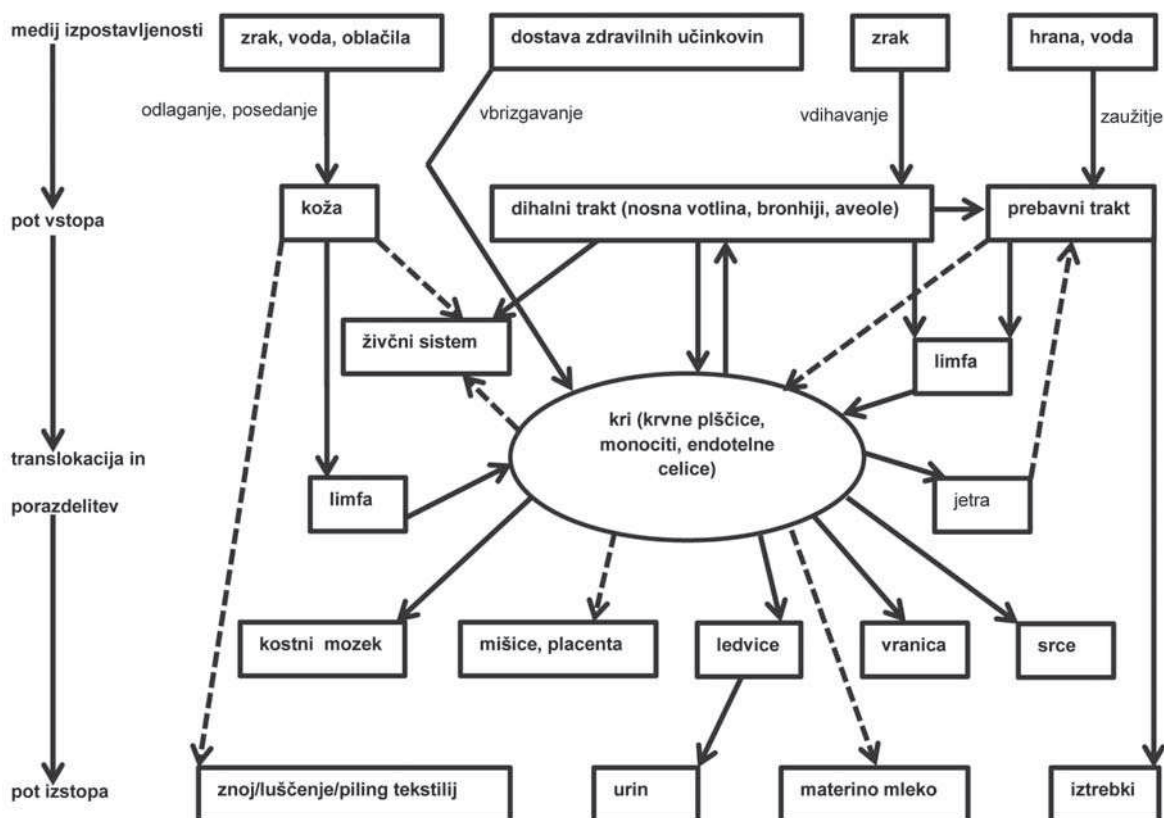 medij izpostavljenosti
zrak, voda, oblačila
dostava zdravilnih učinkovin
zrak
hrana, voda
odlaganje, posedanje
vbrizgavanje
vdihavanje
zaužitje
pot vstopa
koža
dihalni trakt (nosna votlina, bronhiji, aveole)
prebavni trakt
živčni sistem
limfa
kri (krvne plščice,
monociti, endotelne
celice)
translokacija in
porazdelitev
limfa
jetra
kostni mozek
mišice, placenta
ledvice
vranica
srce
pot izstopa
znoj/luščenje/piling tekstilij
urin
materino mleko
iztrebki